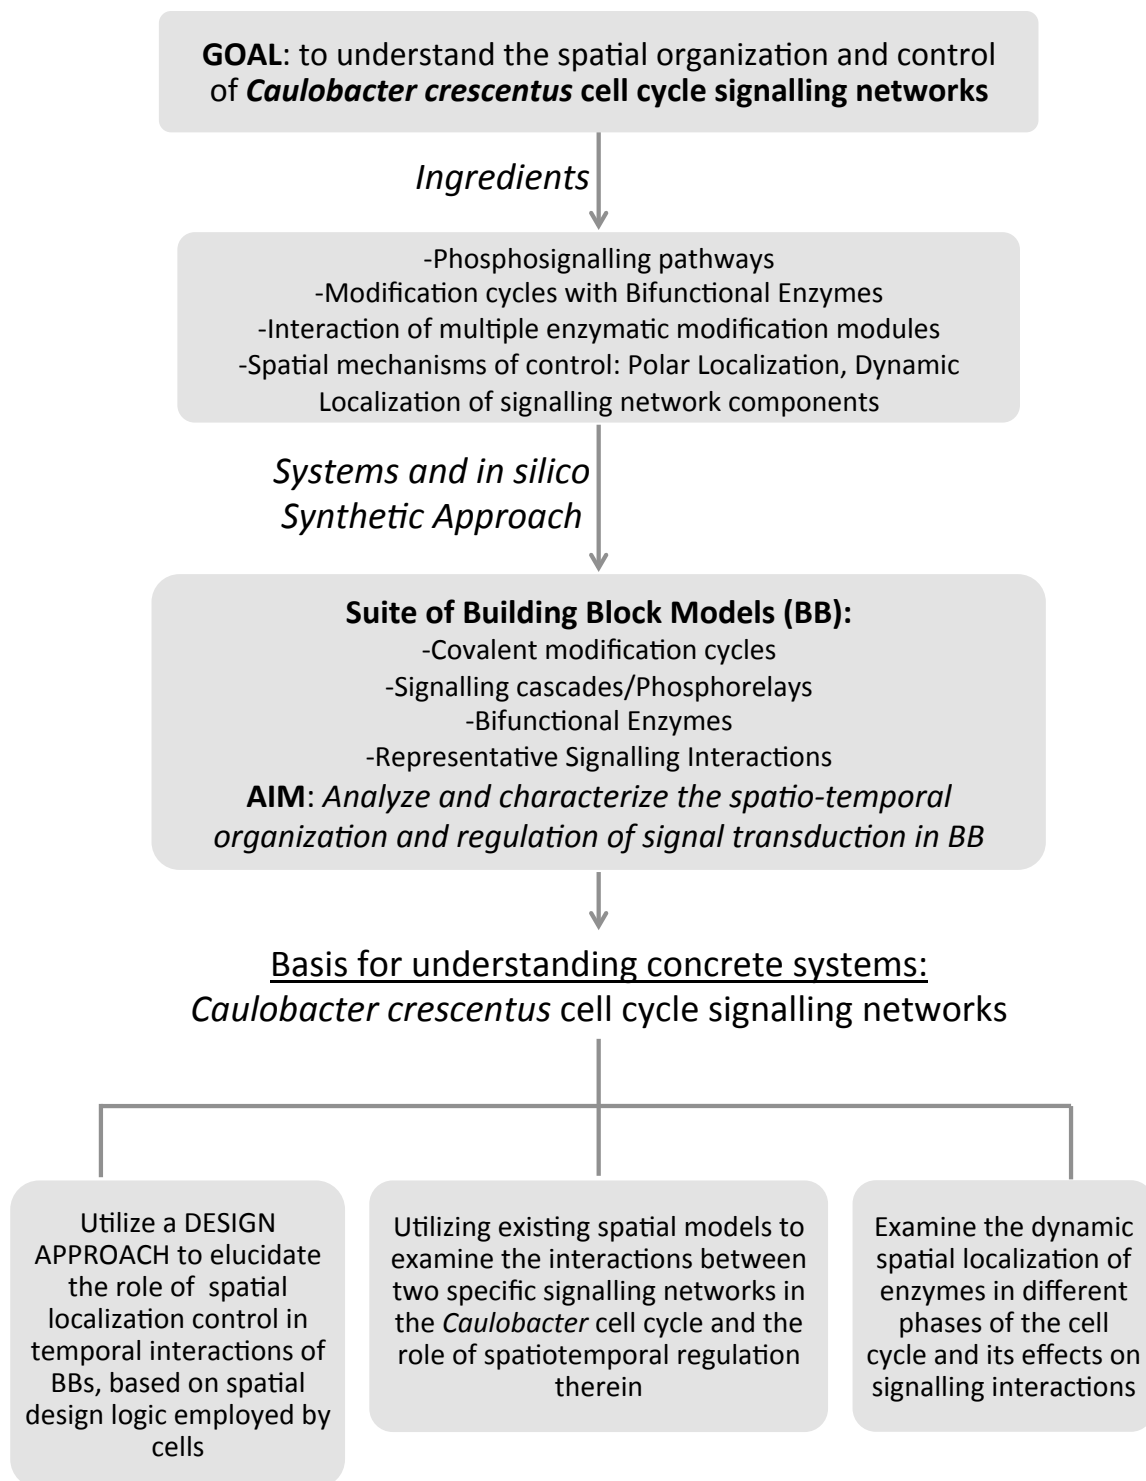 GOAL: to understand the spatial organization and control
of Caulobacter crescentus cell cycle signalling networks
Ingredients
-Phosphosignalling pathways
-Modification cycles with Bifunctional Enzymes
-Interaction of multiple enzymatic modification modules
-Spatial mechanisms of control: Polar Localization, Dynamic
Localization of signalling network components
Systems and in silico
Synthetic Approach
Suite of Building Block Models (BB):
-Covalent modification cycles
-Signalling cascades/Phosphorelays
-Bifunctional Enzymes
-Representative Signalling Interactions
AIM: Analyze and characterize the spatio-temporal
organization and regulation of signal transduction in BB
Basis for understanding concrete systems:
Caulobacter crescentus cell cycle signalling networks
Utilize a DESIGN
APPROACH to elucidate
the role of spatial
localization control in
temporal interactions of
BBs, based on spatial
design logic employed by
cells
Utilizing existing spatial models to
examine the interactions between
two specific signalling networks in
the Caulobacter cell cycle and the
role of spatiotemporal regulation
therein
Examine the dynamic
spatial localization of
enzymes in different
phases of the cell
cycle and its effects on
signalling interactions